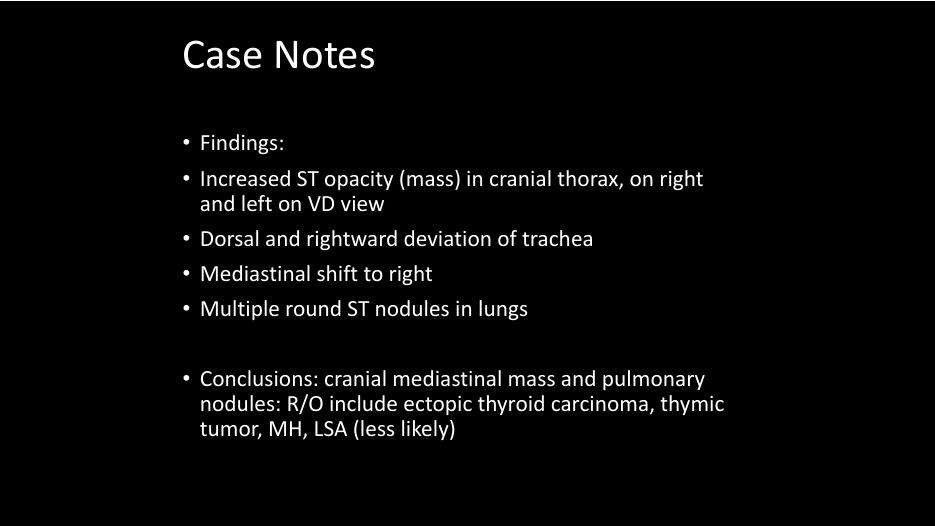 Case Notes
• Findings:
• Increased ST opacity (mass) in cranial thorax, on right
and left on VD view
• Dorsal and rightward deviation of trachea
• Mediastinal shift to right
• Multiple round ST nodules in lungs
• Conclusions: cranial mediastinal mass and pulmonary
nodules: R/O include ectopic thyroid carcinoma, thymic
tumor, MH, LSA (less likely)